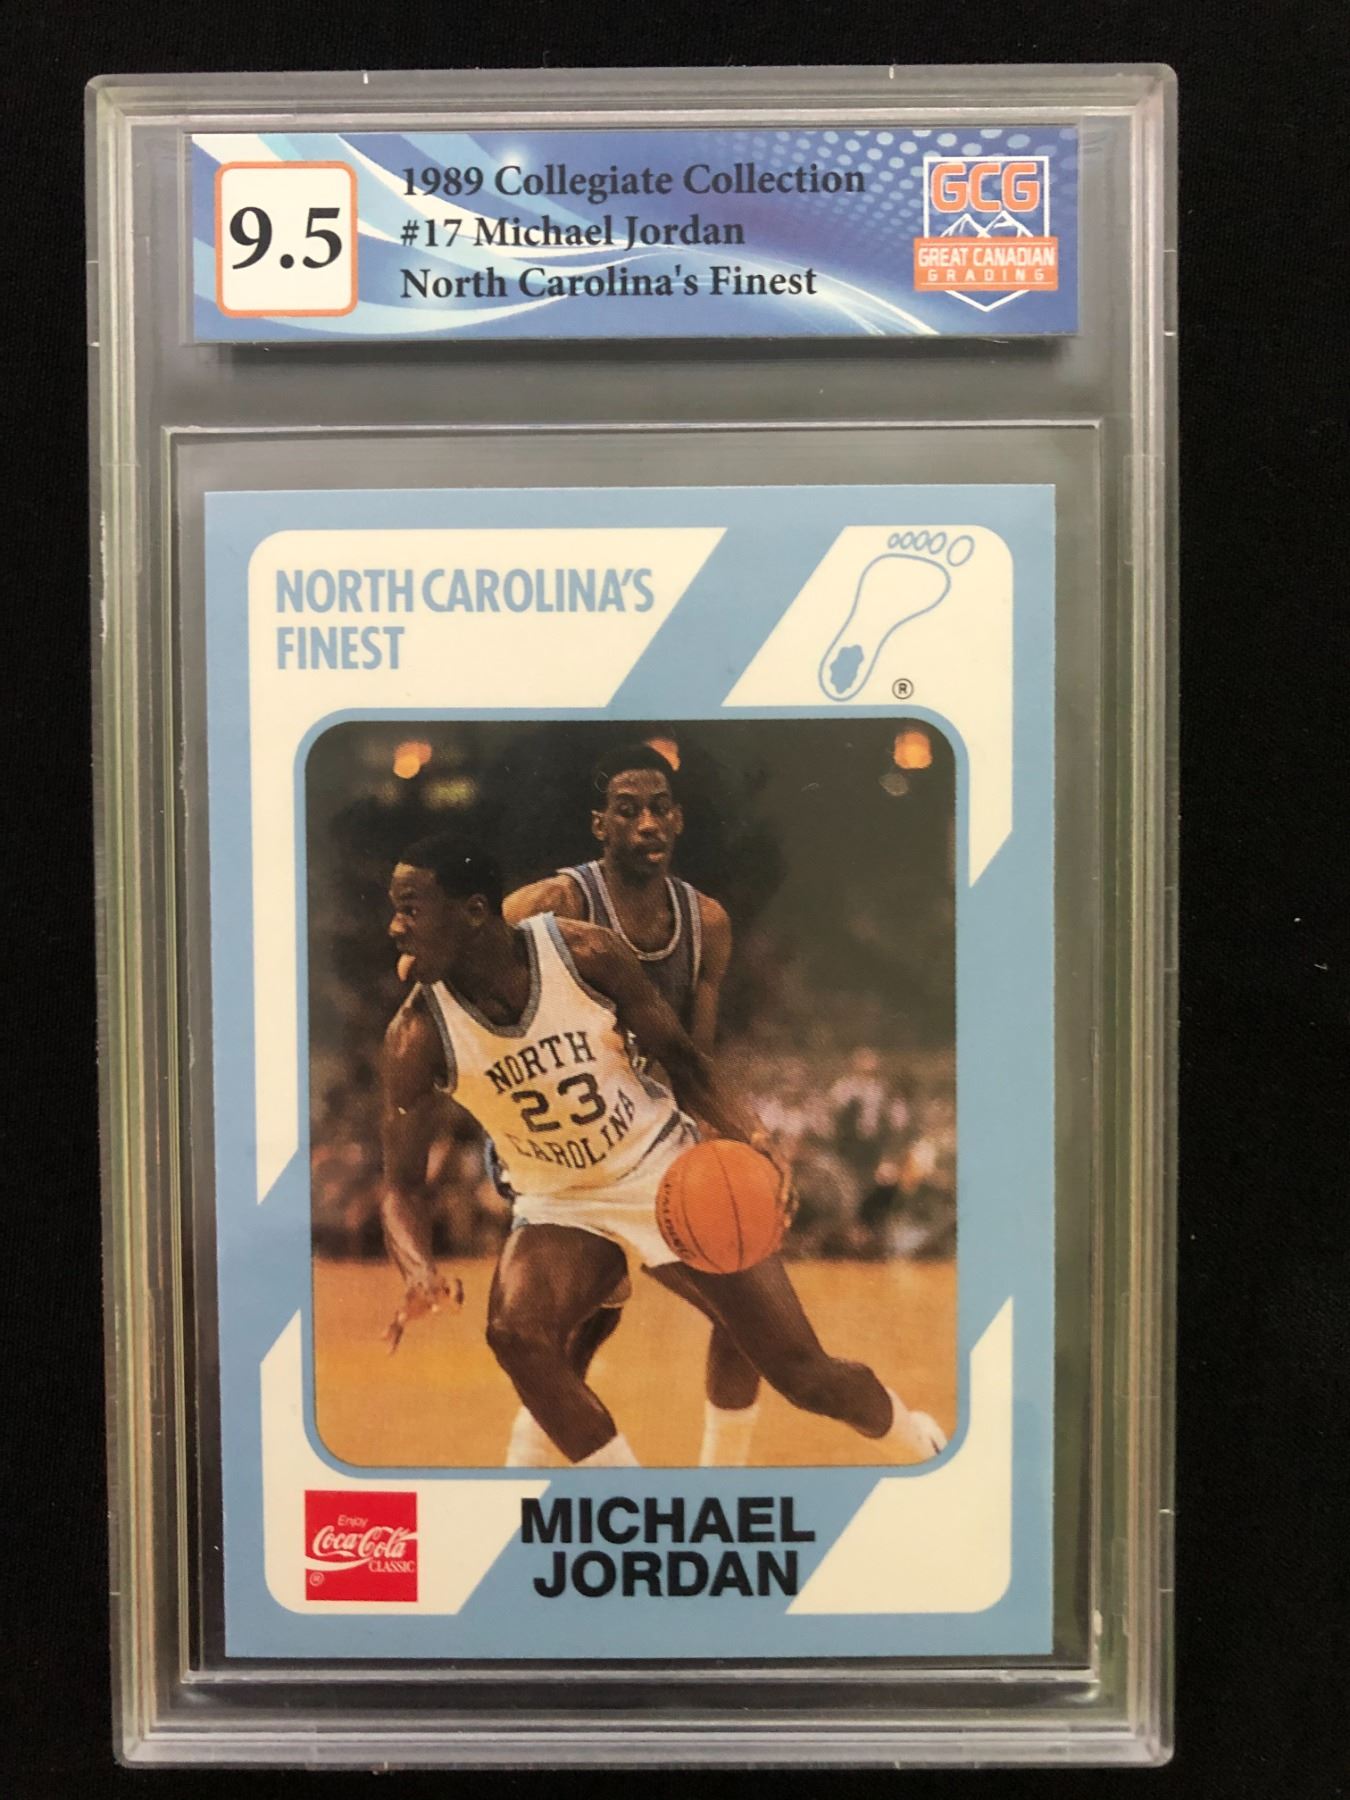 9.5
1989 Collegiate Collection
#17 Michael Jordan
North Carolina's Finest
GCG
GREAT CANADIAN
GRADING
NORTH CAROLINA'S
FINEST
®
NORTH
23
CAROLINA
SPALDING
Enjoy
Coca-Cola
CLASSIC
®
MICHAEL
JORDAN